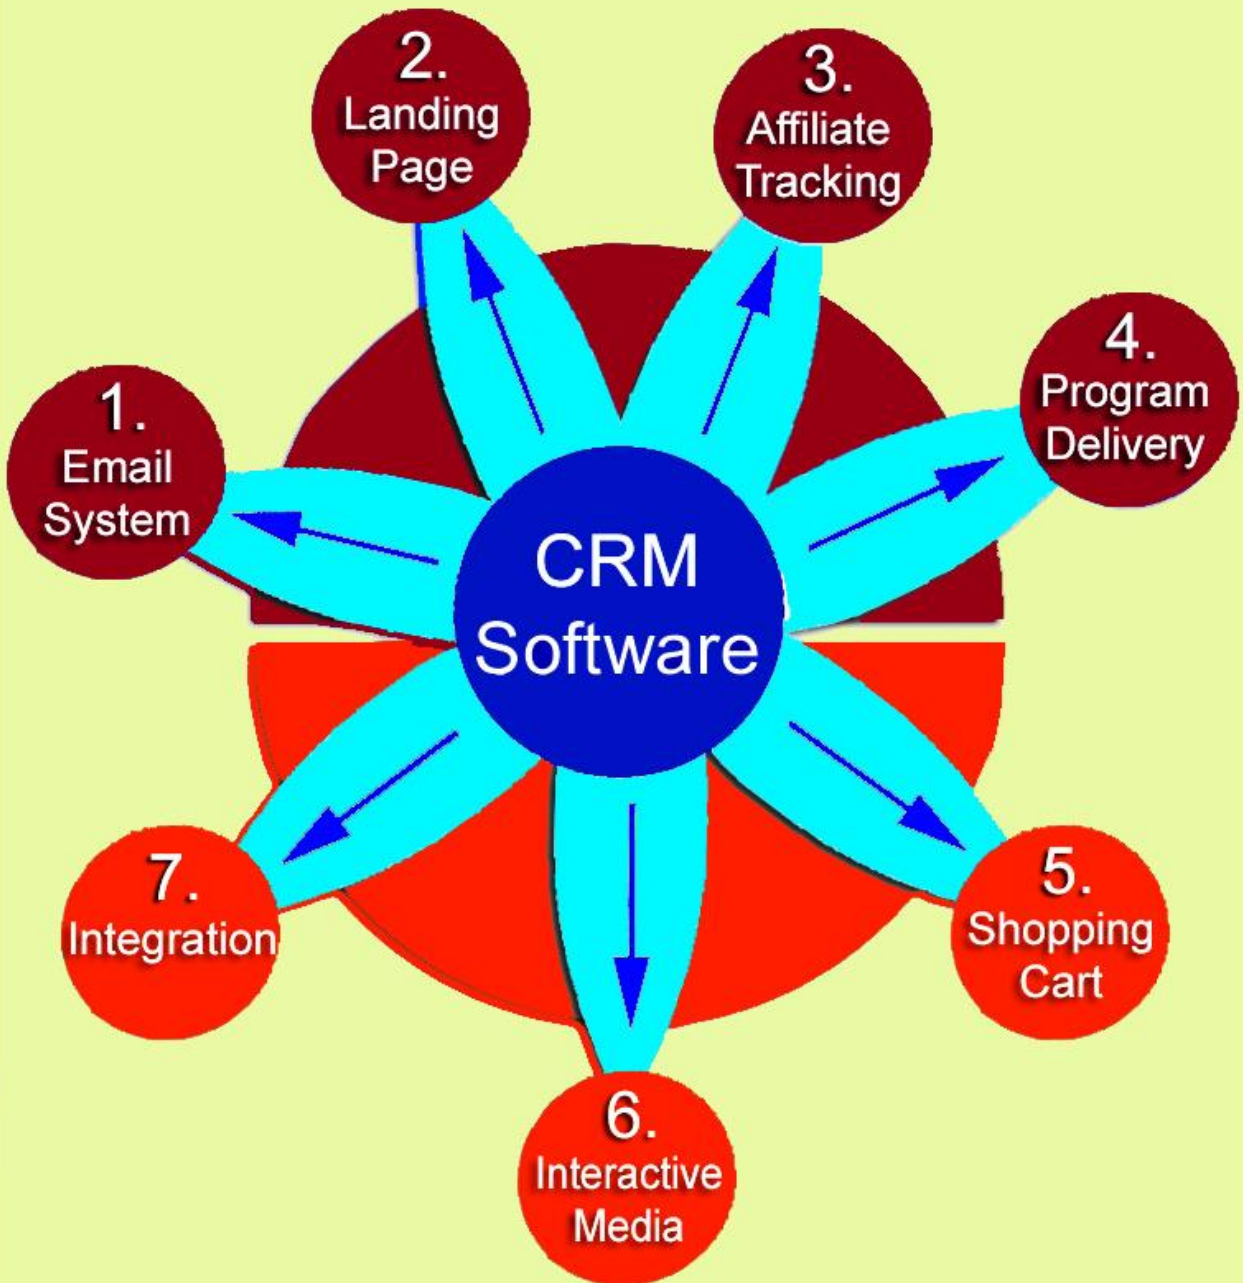 CRM
Software
1.
Email
System
2.
Landing
Page
3.
Affiliate
Tracking
4.
Program
Delivery
5.
Shopping
Cart
6.
Interactive
Media
7.
Integration